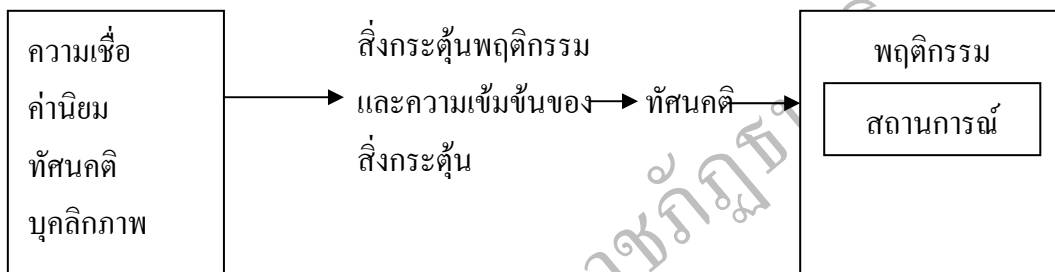 ความเชื่อ
ค่านิยม
ทัศนคติ
บุคลิกภาพ
สิ่งกระตุ้นพฤติกรรม
และความเข้มข้นของ
สิ่งกระตุ้น
ทัศนคติ
พฤติกรรม
สถานการณ์